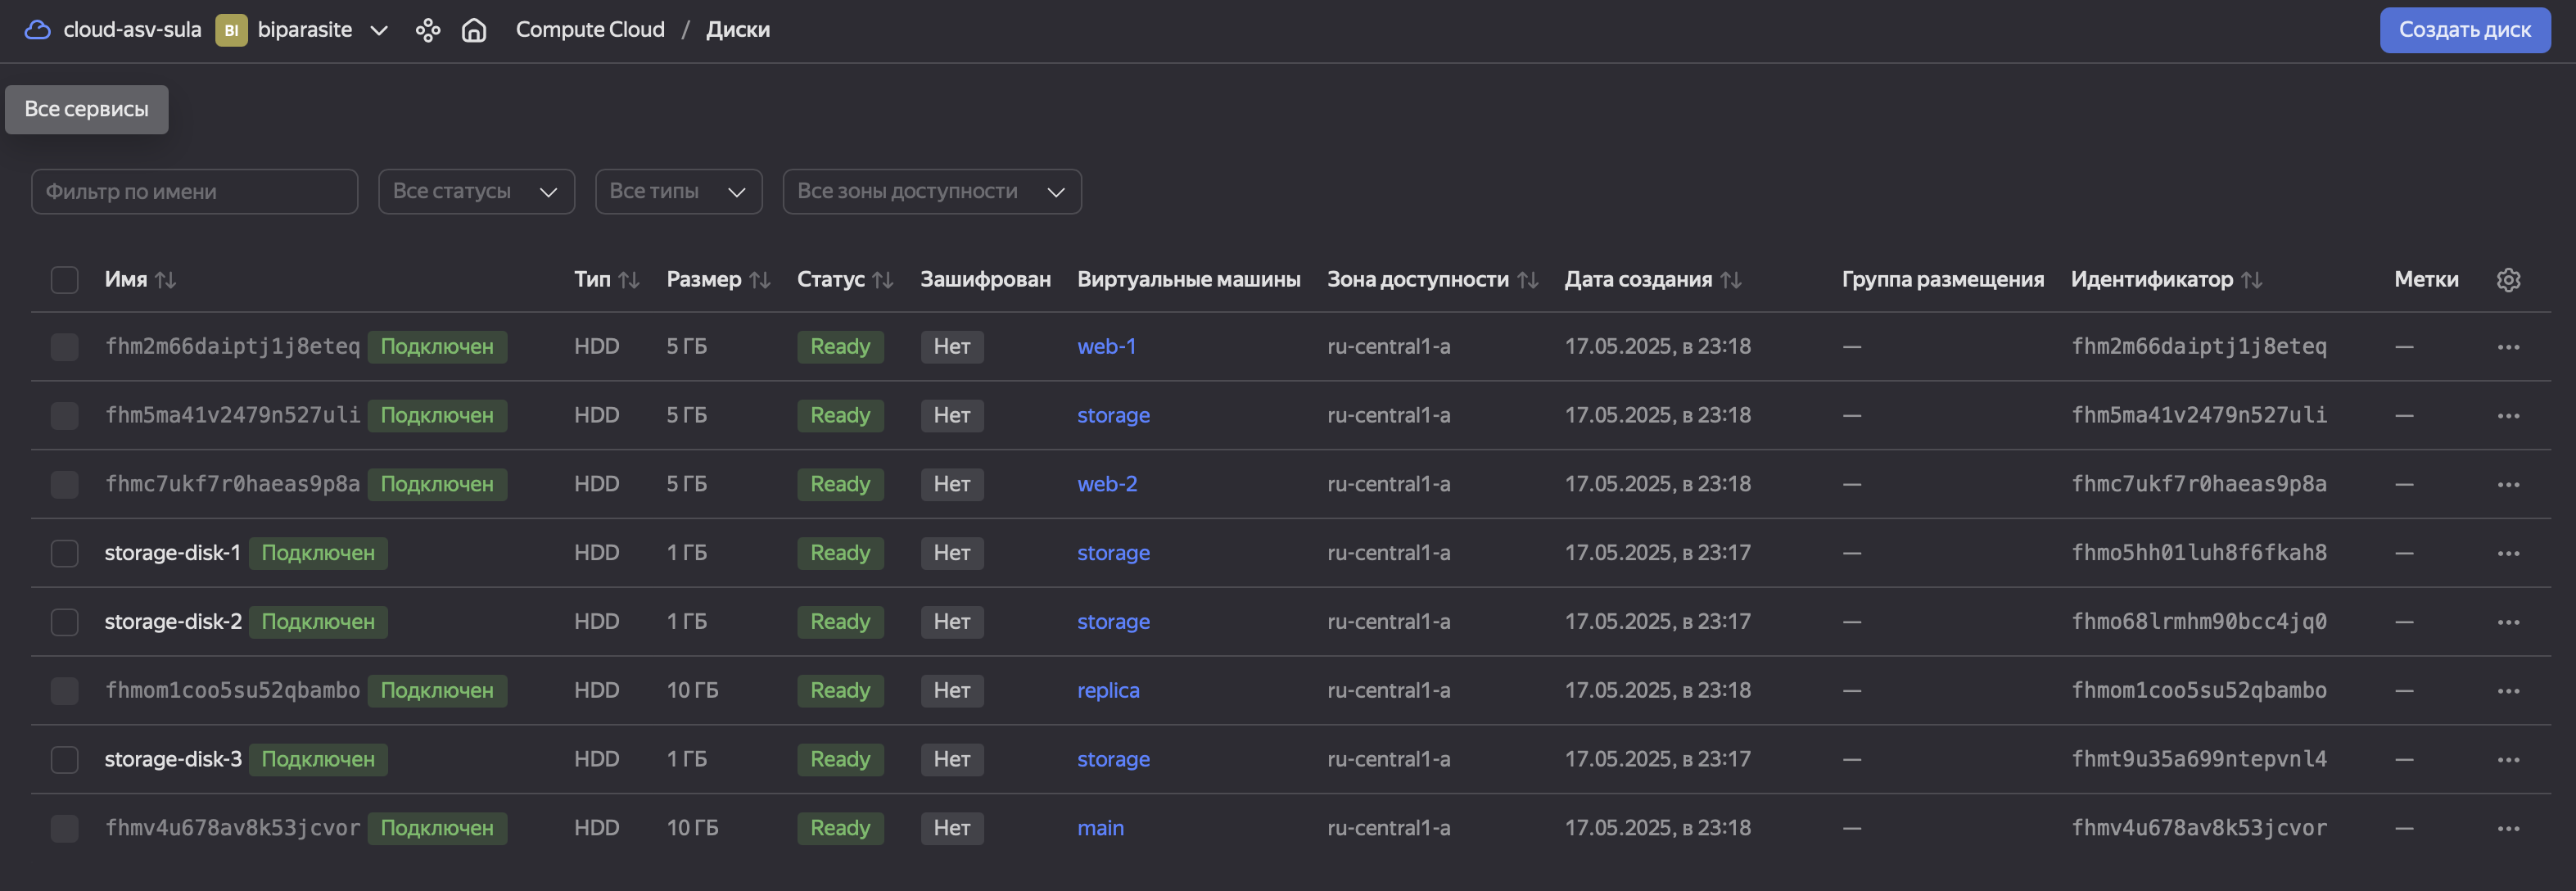 cloud-asv-sula BI biparasite Compute Cloud / Диски Создать диск
Все сервисы
Фильтр по имени Все статусы Все типы Все зоны доступности
Имя Тип Размер Статус Зашифрован Виртуальные машины Зона доступности Дата создания Группа размещения Идентификатор Метки
fhm2m66daiptj1j8eteq Подключен HDD 5 ГБ Ready Нет web-1 ru-central1-a 17.05.2025, в 23:18 — fhm2m66daiptj1j8eteq — ···
fhm5ma41v2479n527uli Подключен HDD 5 ГБ Ready Нет storage ru-central1-a 17.05.2025, в 23:18 — fhm5ma41v2479n527uli — ···
fhmc7ukf7r0haeas9p8a Подключен HDD 5 ГБ Ready Нет web-2 ru-central1-a 17.05.2025, в 23:18 — fhmc7ukf7r0haeas9p8a — ···
storage-disk-1 Подключен HDD 1 ГБ Ready Нет storage ru-central1-a 17.05.2025, в 23:17 — fhmo5hh01luh8f6fkah8 — ···
storage-disk-2 Подключен HDD 1 ГБ Ready Нет storage ru-central1-a 17.05.2025, в 23:17 — fhmo68lrmhm90bcc4jq0 — ···
fhmom1coo5su52qbambo Подключен HDD 10 ГБ Ready Нет replica ru-central1-a 17.05.2025, в 23:18 — fhmom1coo5su52qbambo — ···
storage-disk-3 Подключен HDD 1 ГБ Ready Нет storage ru-central1-a 17.05.2025, в 23:17 — fhmt9u35a699ntepvnl4 — ···
fhmv4u678av8k53jcvor Подключен HDD 10 ГБ Ready Нет main ru-central1-a 17.05.2025, в 23:18 — fhmv4u678av8k53jcvor — ···